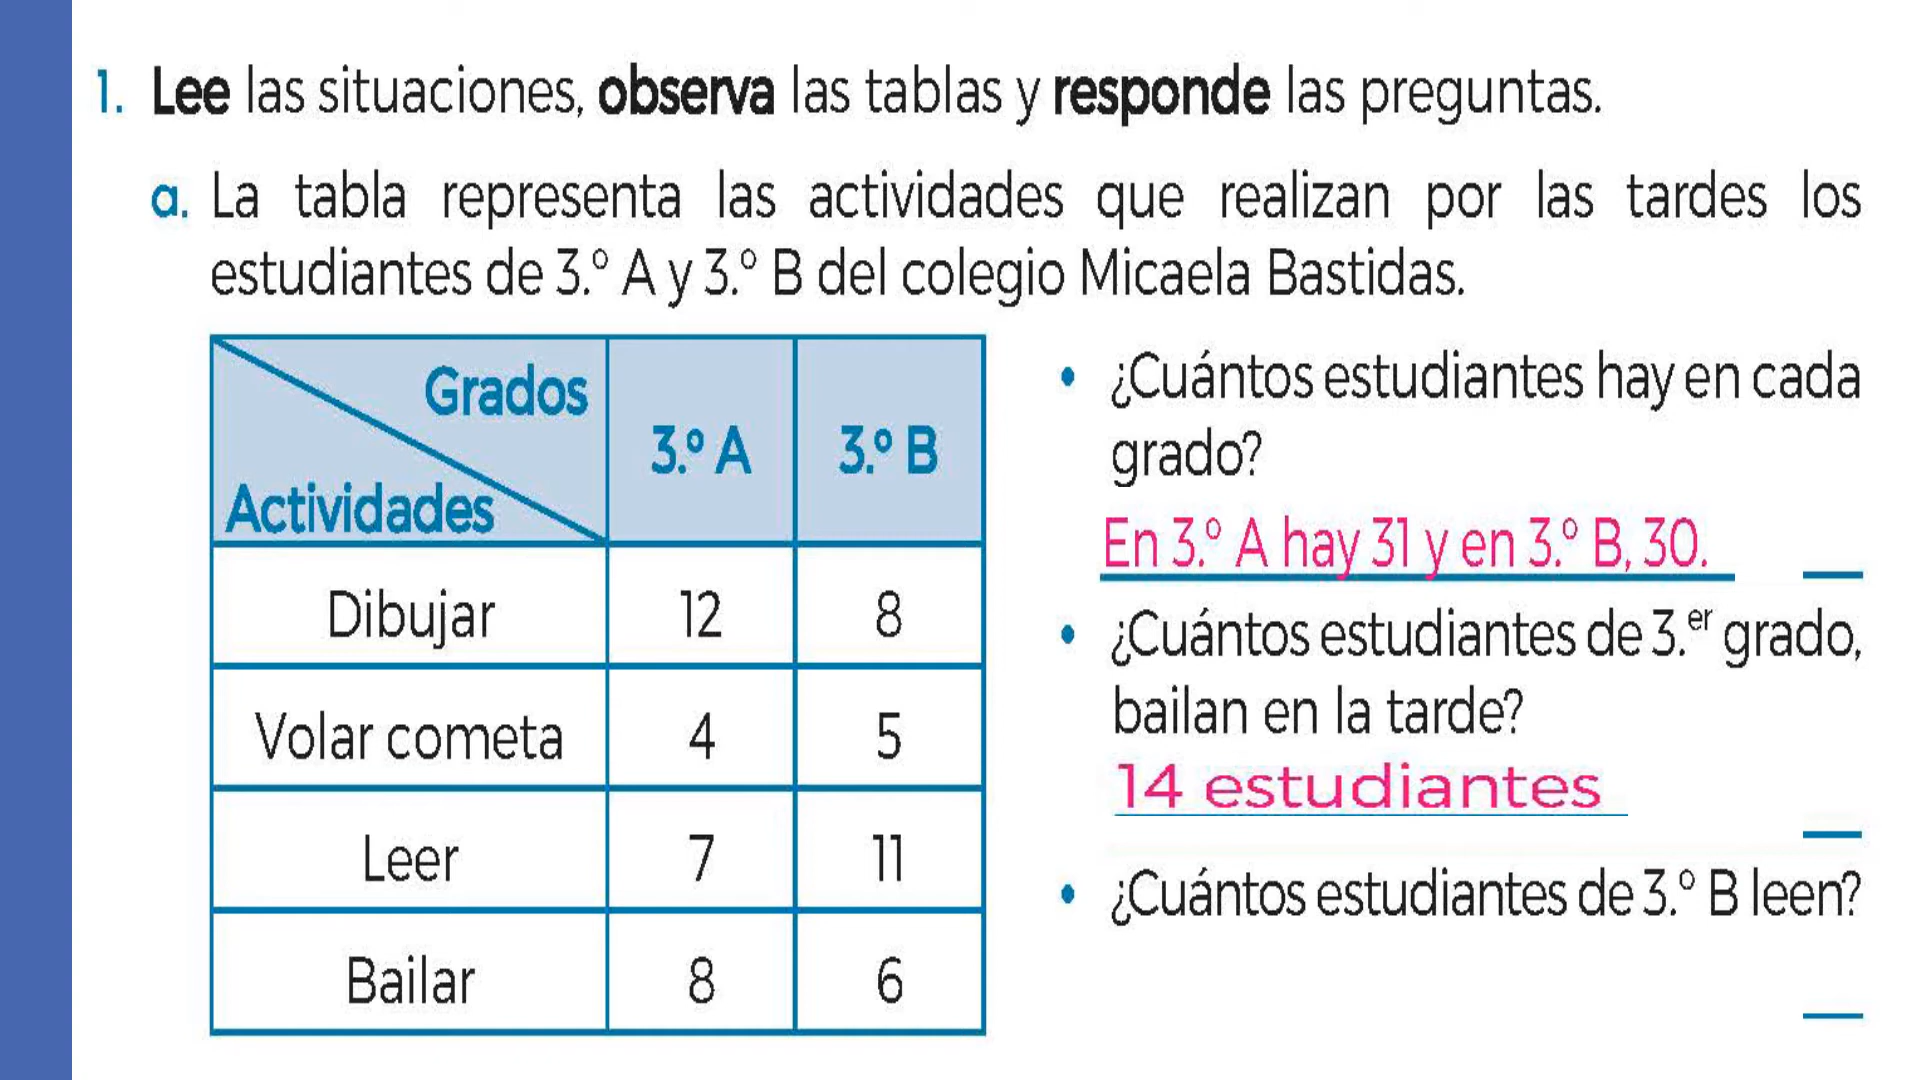 1. Lee las situaciones, observa las tablas y responde las preguntas.
a. La tabla representa las actividades que realizan por las tardes los
estudiantes de 3.º A y 3.º B del colegio Micaela Bastidas.
Grados
Actividades
3.º A
3.º B
Dibujar 12 8
Volar cometa 4 5
Leer 7 11
Bailar 8 6
• ¿Cuántos estudiantes hay en cada
grado?
En 3.º A hay 31 y en 3.º B, 30.
• ¿Cuántos estudiantes de 3.er grado,
bailan en la tarde?
14 estudiantes
• ¿Cuántos estudiantes de 3.º B leen?